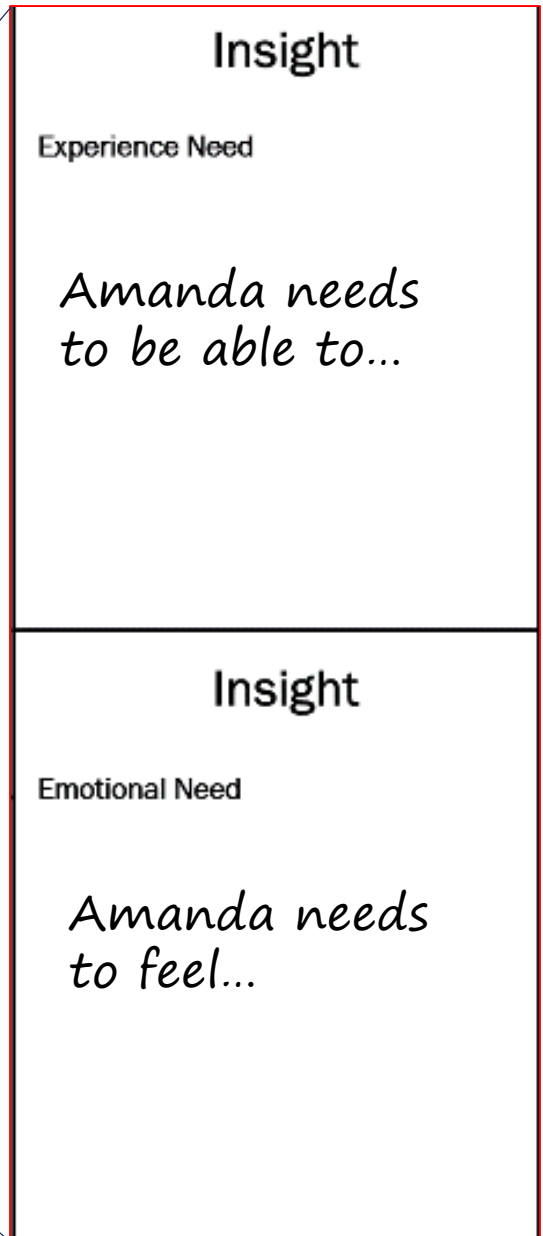 Insight
Experience Need
Amanda needs
to be able to...
Insight
Emotional Need
Amanda needs
to feel...